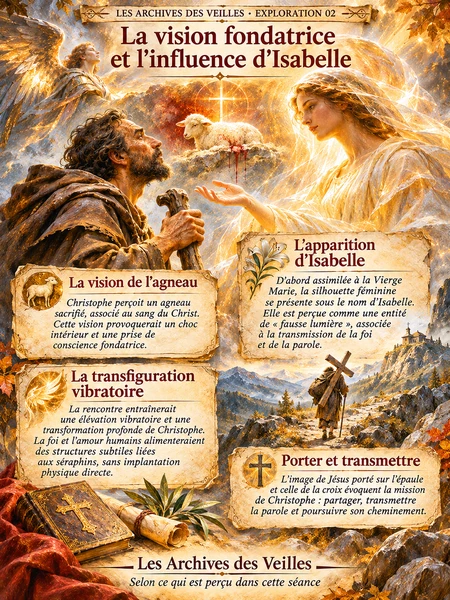 LES ARCHIVES DES VEILLES • EXPLORATION 02
La vision fondatrice
et l'influence d'Isabelle
La vision de l'agneau
Christophe perçoit un agneau
sacrifié, associé au sang du Christ.
Cette vision provoquerait un choc
intérieur et une prise de
conscience fondatrice.
L'apparition
d'Isabelle
D'abord assimilée à la Vierge
Marie, la silhouette féminine
se présente sous le nom d'Isabelle.
Elle est perçue comme une entité
de « fausse lumière », associée
à la transmission de la foi
et de la parole.
La transfiguration
vibratoire
La rencontre entraînerait
une élévation vibratoire et une
transformation profonde de Christophe.
La foi et l'amour humains alimenteraient
des structures subtiles liées
aux séraphins, sans implantation
physique directe.
Porter et transmettre
L'image de Jésus porté sur l'épaule
et celle de la croix évoquent la mission
de Christophe : partager, transmettre
la parole et poursuivre son cheminement.
Les Archives des Veilles
Selon ce qui est perçu dans cette séance